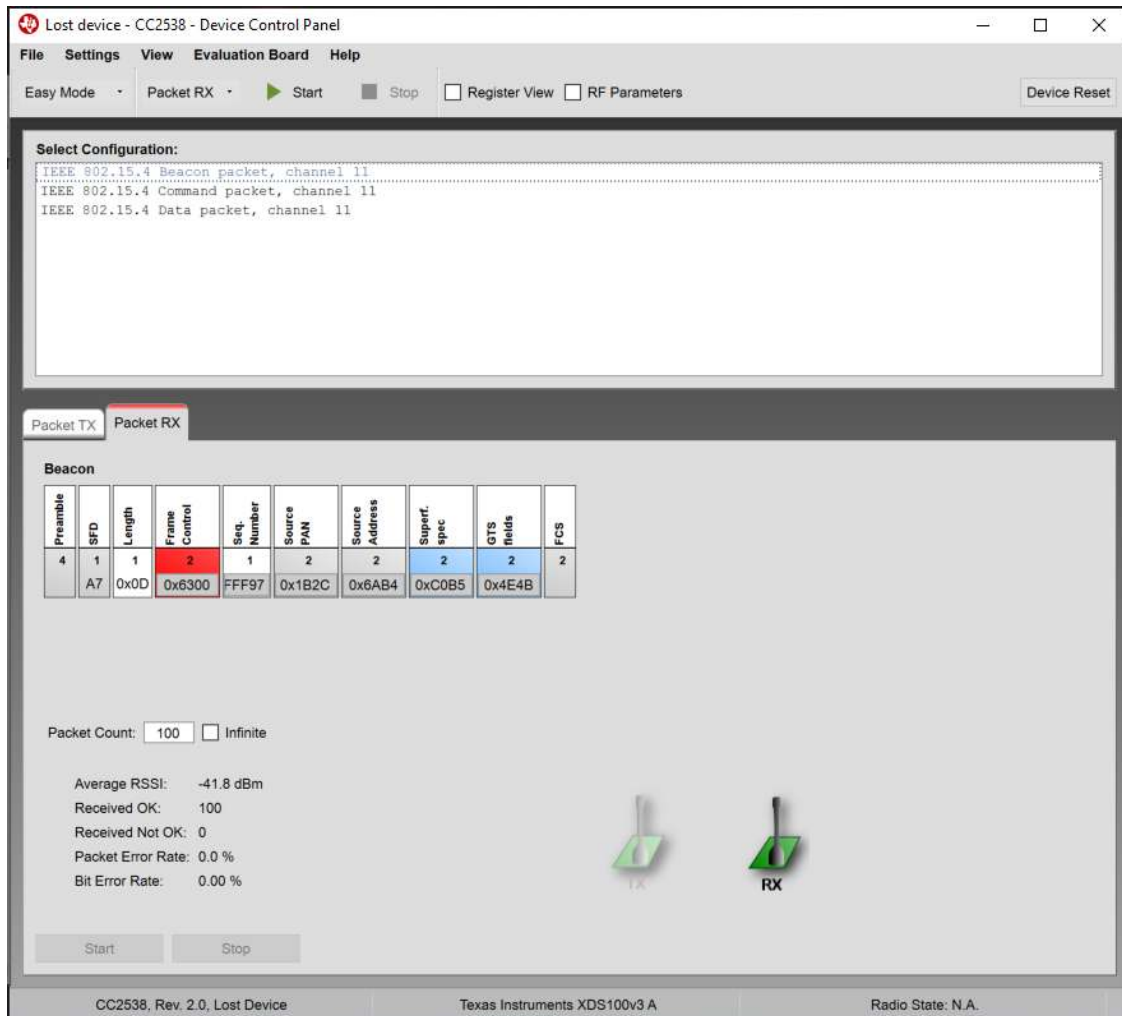 Lost device - CC2538 - Device Control Panel
File Settings View Evaluation Board Help
Easy Mode Packet RX Start Stop Register View RF Parameters Device Reset
Select Configuration:
IEEE 802.15.4 Beacon packet, channel 11
IEEE 802.15.4 Command packet, channel 11
IEEE 802.15.4 Data packet, channel 11
Packet TX Packet RX
Beacon
Preamble SFD Length Frame Control Seq. Number Source PAN Source Address Superf. spec GTS fields FCS
4 1 1 2 1 2 2 2 2 2
A7 0x0D 0x6300 FFF97 0x1B2C 0x6AB4 0xC0B5 0x4E4B
Packet Count: 100 Infinite
Average RSSI: -41.8 dBm
Received OK: 100
Received Not OK: 0
Packet Error Rate: 0.0 %
Bit Error Rate: 0.00 %
TX RX
Start Stop
CC2538, Rev. 2.0, Lost Device Texas Instruments XDS100v3 A Radio State: N.A.